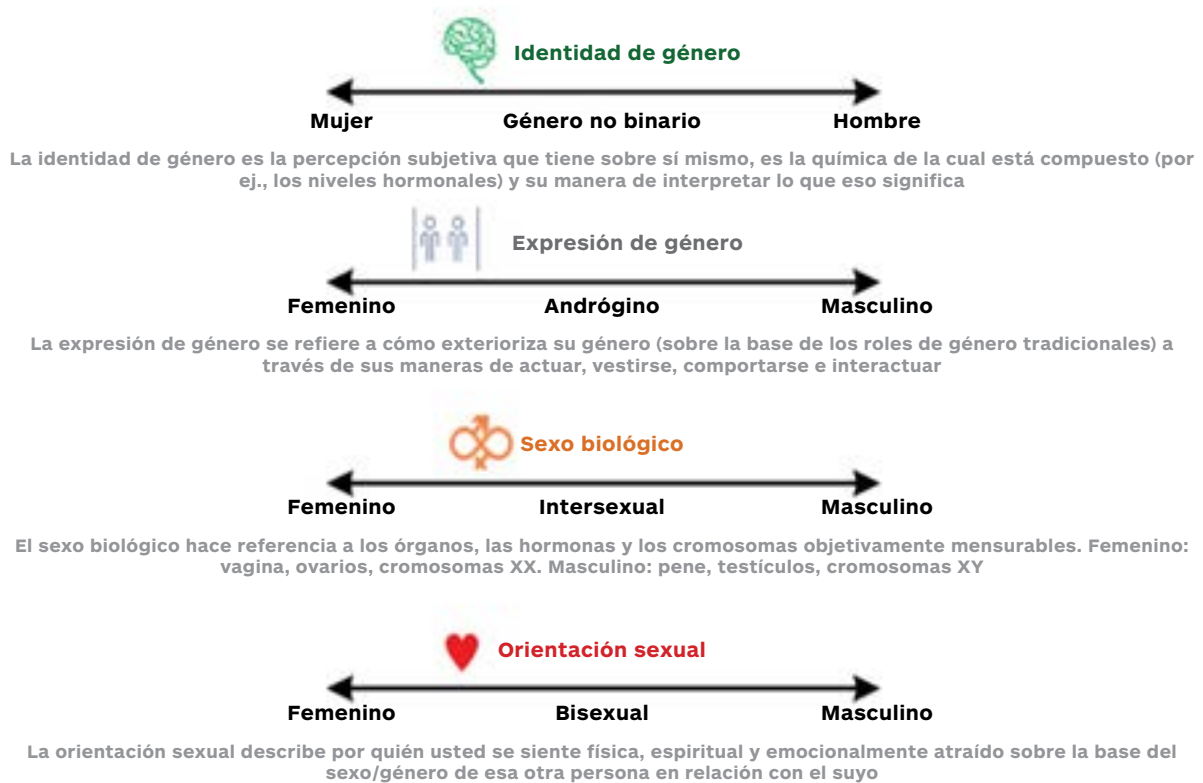 Identidad de género
Mujer Género no binario Hombre
La identidad de género es la percepción subjetiva que tiene sobre sí mismo, es la química de la cual está compuesto (por
ej., los niveles hormonales) y su manera de interpretar lo que eso significa
Expresión de género
Femenino Andrógino Masculino
La expresión de género se refiere a cómo exterioriza su género (sobre la base de los roles de género tradicionales) a
través de sus maneras de actuar, vestirse, comportarse e interactuar
Sexo biológico
Femenino Intersexual Masculino
El sexo biológico hace referencia a los órganos, las hormonas y los cromosomas objetivamente mensurables. Femenino:
vagina, ovarios, cromosomas XX. Masculino: pene, testículos, cromosomas XY
Orientación sexual
Femenino Bisexual Masculino
La orientación sexual describe por quién usted se siente física, espiritual y emocionalmente atraído sobre la base del
sexo/género de esa otra persona en relación con el suyo